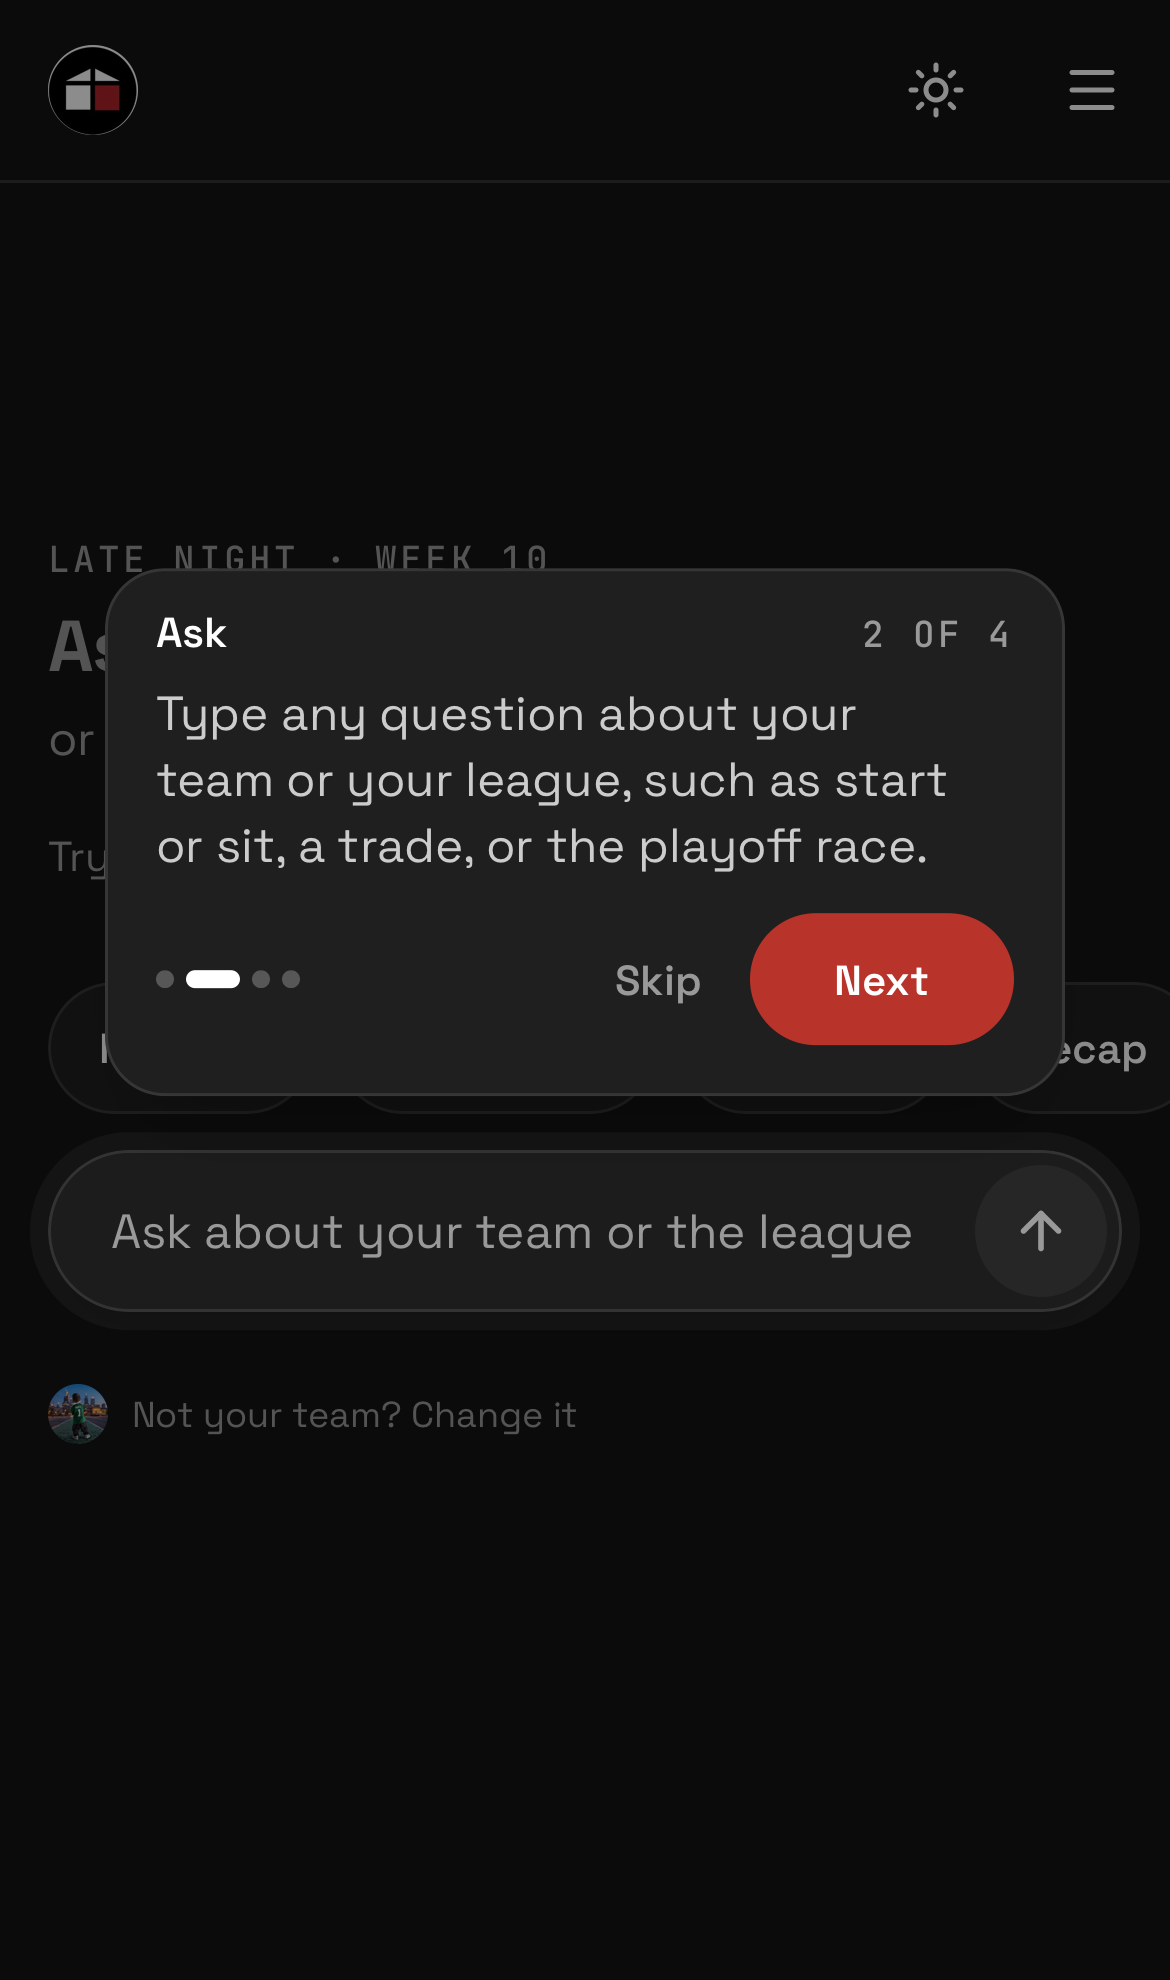 LATE NIGHT · WEEK 10
Ask
2 OF 4
Type any question about your
team or your league, such as start
or sit, a trade, or the playoff race.
or
Try
Skip
Next
Ask about your team or the league
Not your team? Change it